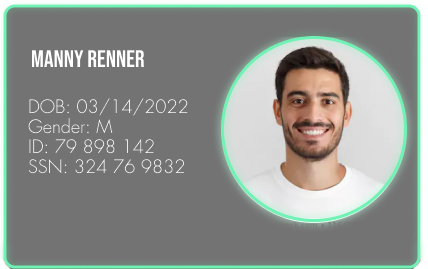 MANNY RENNER
DOB: 03/14/2022
Gender: M
ID: 79 898 142
SSN: 324 76 9832